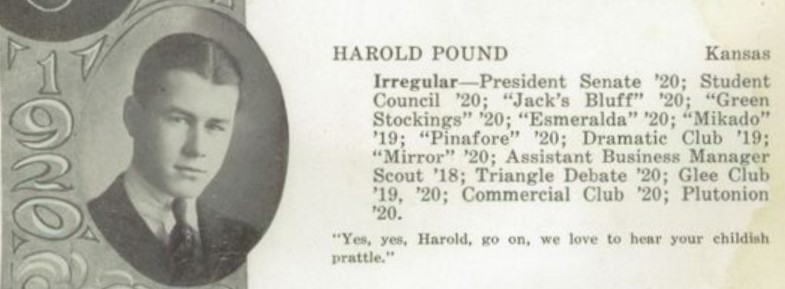 1920
HAROLD POUND Kansas
Irregular—President Senate '20; Student
Council '20; "Jack's Bluff" '20; "Green
Stockings" '20; "Esmeralda" '20; "Mikado"
'19; "Pinafore" '20; Dramatic Club '19;
"Mirror" '20; Assistant Business Manager
Scout '18; Triangle Debate '20; Glee Club
'19, '20; Commercial Club '20; Plutonion
'20.
"Yes, yes, Harold, go on, we love to hear your childish
prattle."